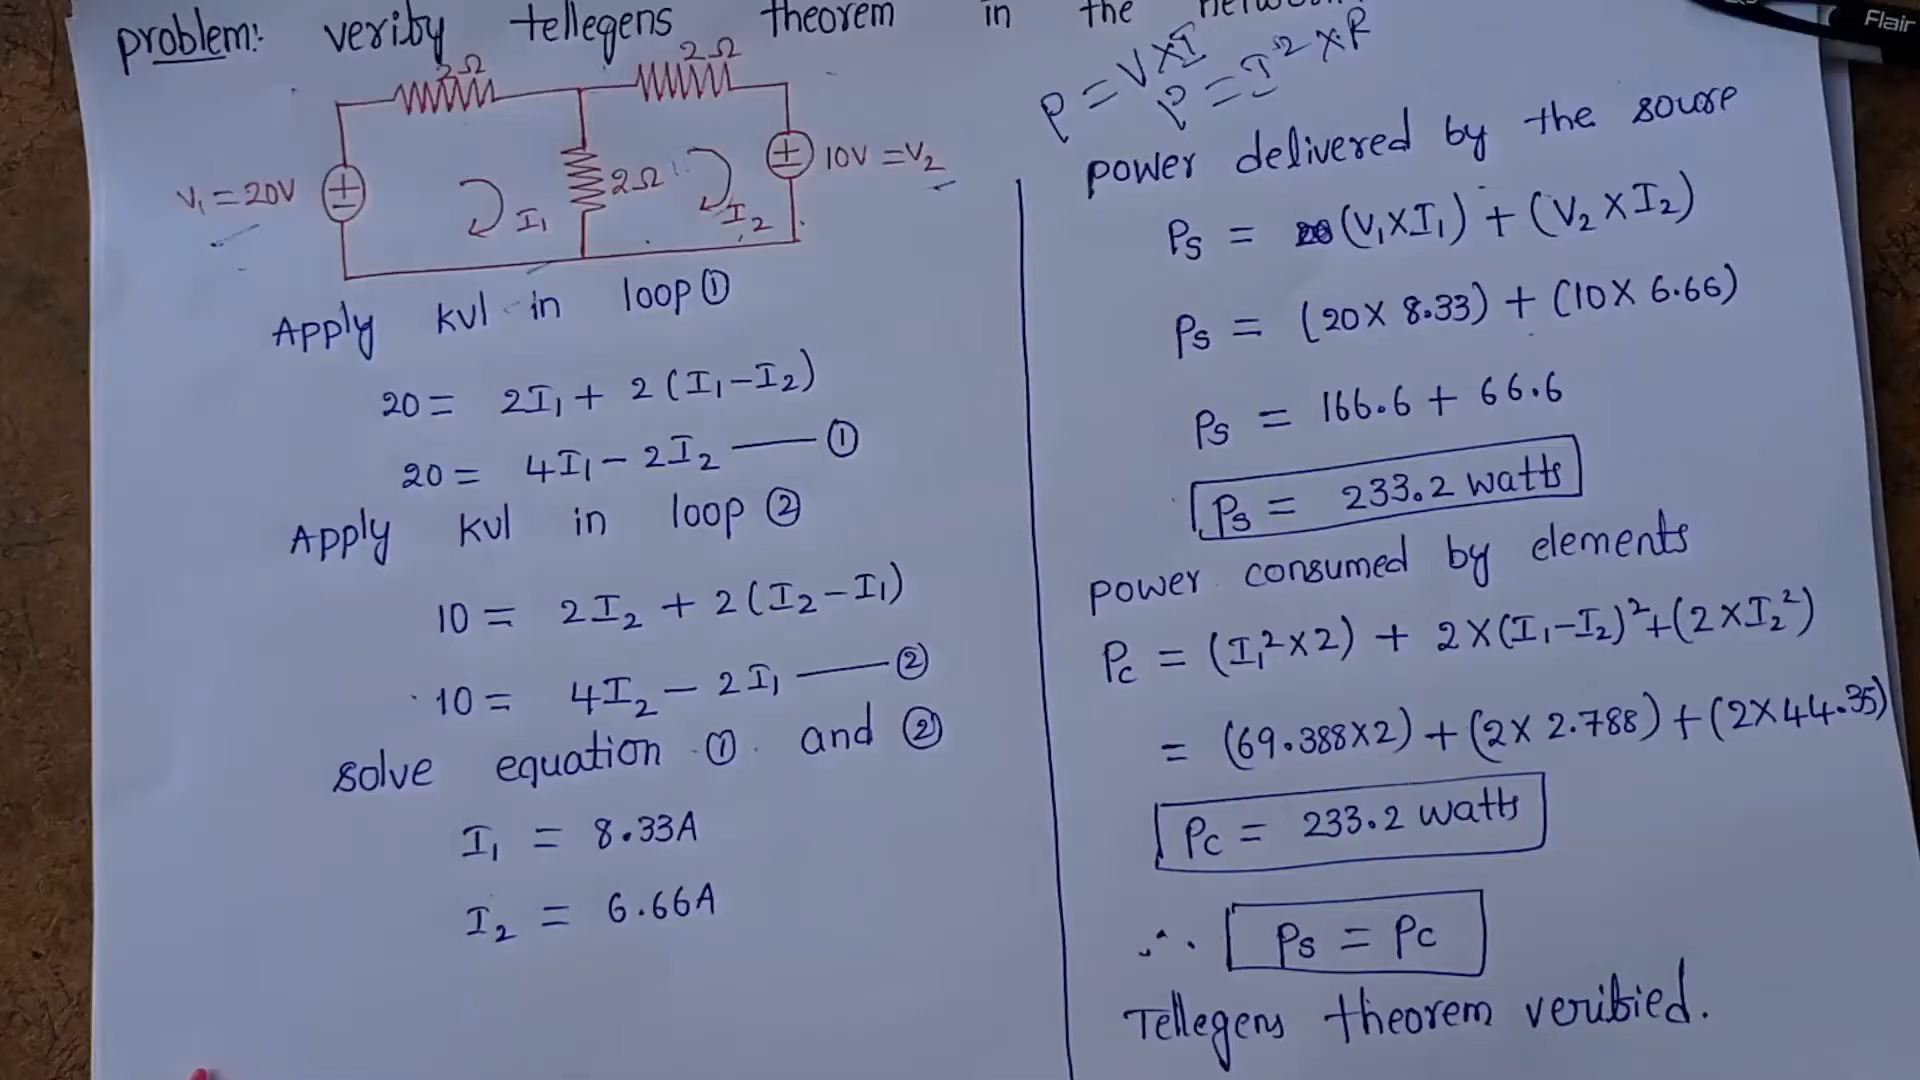 problem: veriby tellegens theorem in the
2Ω
2Ω
V₁ = 20V
2Ω
I₁
I₂
10V = V₂
Apply kvl in loop ①
20 = 2I₁ + 2 (I₁-I₂)
20 = 4I₁ - 2I₂ —— ①
Apply kvl in loop ②
10 = 2I₂ + 2(I₂-I₁)
10 = 4I₂ - 2I₁ —— ②
solve equation ① and ②
I₁ = 8.33A
I₂ = 6.66A
Flair
P = V×I
P = I² × R
power delivered by the sourse
Ps = (V₁×I₁) + (V₂×I₂)
Ps = (20×8.33) + (10×6.66)
Ps = 166.6 + 66.6
Ps = 233.2 watts
power consumed by elements
Pc = (I₁²×2) + 2×(I₁-I₂)²+(2×I₂²)
= (69.388×2) + (2×2.788) + (2×44.35)
Pc = 233.2 watts
∴ Ps = Pc
Tellegens theorem veribied.